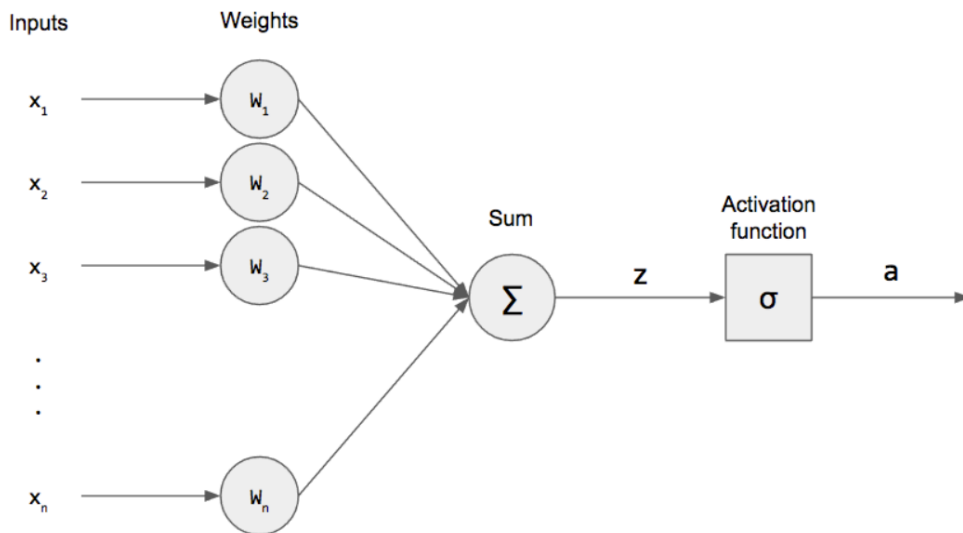 Inputs
Weights
x₁
W₁
x₂
W₂
Sum
Activation
function
x₃
W₃
Σ
z
σ
a
.
.
.
xₙ
Wₙ